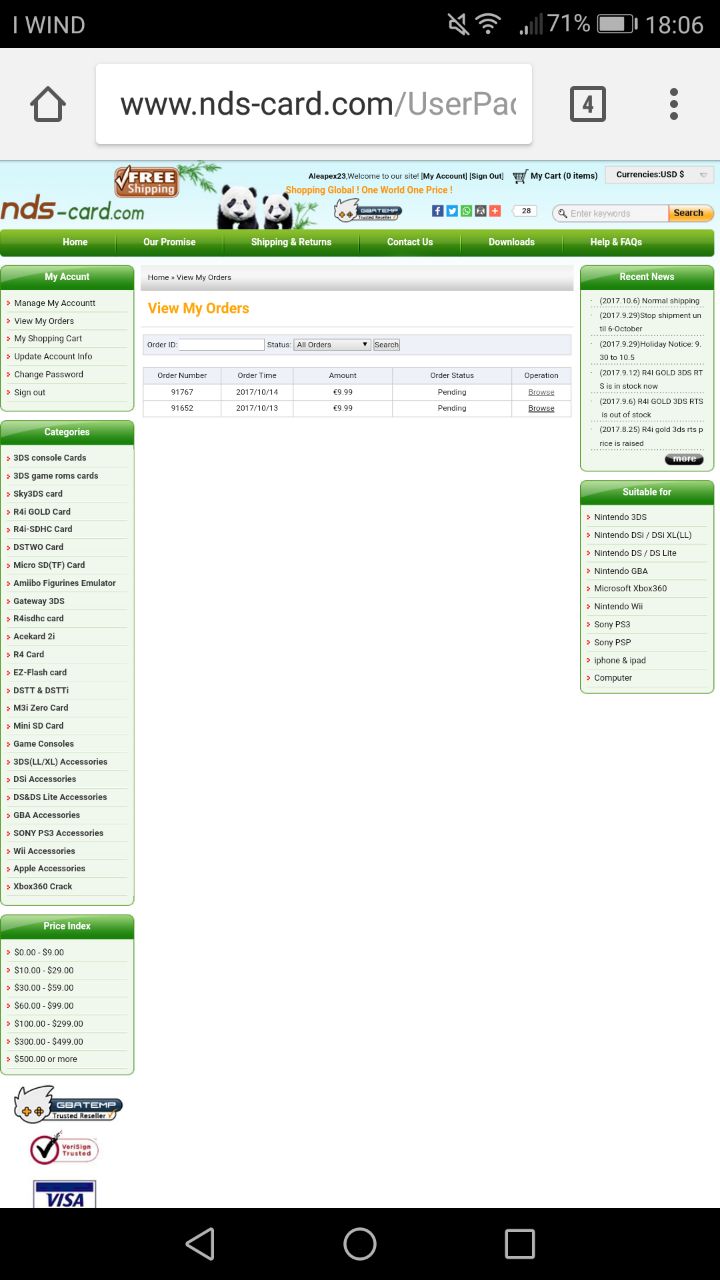 I WIND 71% 18:06
www.nds-card.com/UserPac 4
FREE
Shipping
nds-card.com
Aleapex23,Welcome to our site! |My Account| |Sign Out| My Cart (0 items) Currencies:USD $
Shopping Global ! One World One Price !
GBATEMP
Trusted Reseller
28
Enter keywords Search
Home Our Promise Shipping & Returns Contact Us Downloads Help & FAQs
My Accunt
Manage My Accountt
View My Orders
My Shopping Cart
Update Account Info
Change Password
Sign out
Categories
3DS console Cards
3DS game roms cards
Sky3DS card
R4i GOLD Card
R4i-SDHC Card
DSTWO Card
Micro SD(TF) Card
Amiibo Figurines Emulator
Gateway 3DS
R4isdhc card
Acekard 2i
R4 Card
EZ-Flash card
DSTT & DSTTi
M3i Zero Card
Mini SD Card
Game Consoles
3DS(LL/XL) Accessories
DSi Accessories
DS&DS Lite Accessories
GBA Accessories
SONY PS3 Accessories
Wii Accessories
Apple Accessories
Xbox360 Crack
Price Index
$0.00 - $9.00
$10.00 - $29.00
$30.00 - $59.00
$60.00 - $99.00
$100.00 - $299.00
$300.00 - $499.00
$500.00 or more
GBATEMP
Trusted Reseller
VeriSign
Trusted
VISA
Home » View My Orders
View My Orders
Order ID: Status: All Orders Search
Order Number Order Time Amount Order Status Operation
91767 2017/10/14 €9.99 Pending Browse
91652 2017/10/13 €9.99 Pending Browse
Recent News
(2017.10.6) Normal shipping
(2017.9.29)Stop shipment un
til 6-October
(2017.9.29)Holiday Notice: 9.
30 to 10.5
(2017.9.12) R4I GOLD 3DS RT
S is in stock now
(2017.9.6) R4I GOLD 3DS RTS
is out of stock
(2017.8.25) R4i gold 3ds rts p
rice is raised
more
Suitable for
Nintendo 3DS
Nintendo DSi / DSi XL(LL)
Nintendo DS / DS Lite
Nintendo GBA
Microsoft Xbox360
Nintendo Wii
Sony PS3
Sony PSP
iphone & ipad
Computer